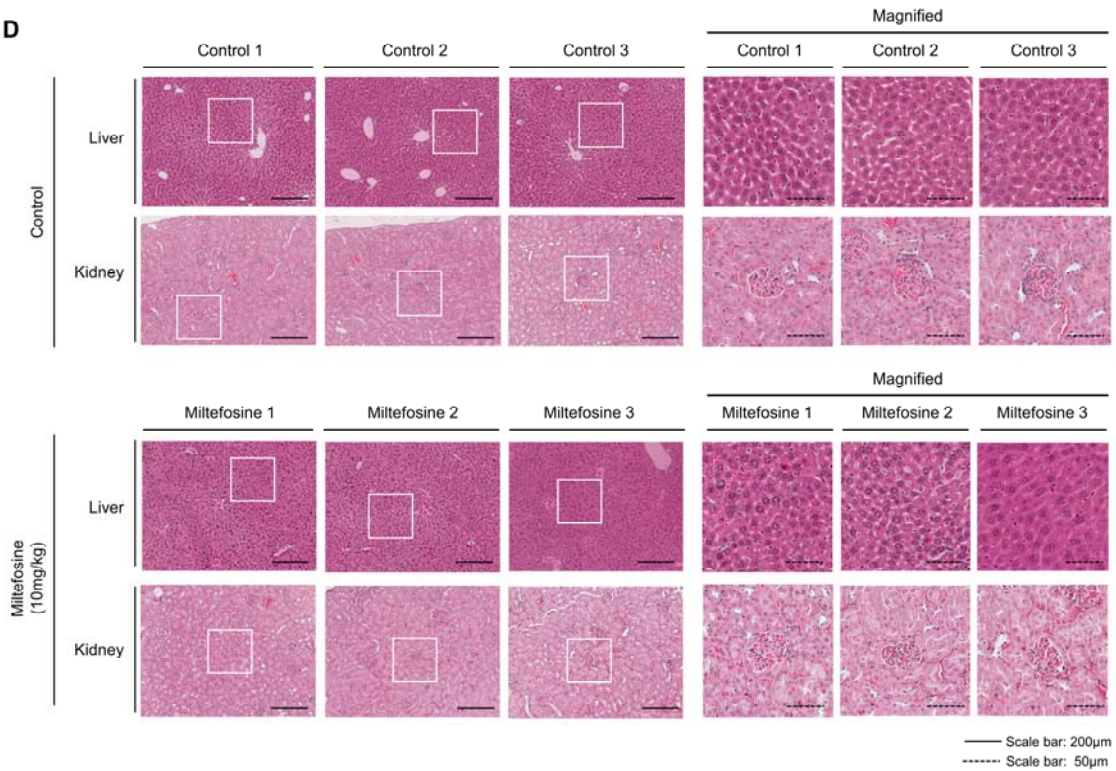 D
Magnified
Control 1 Control 2 Control 3 Control 1 Control 2 Control 3
Control
Liver
Kidney
Magnified
Miltefosine 1 Miltefosine 2 Miltefosine 3 Miltefosine 1 Miltefosine 2 Miltefosine 3
Miltefosine
(10mg/kg)
Liver
Kidney
Scale bar: 200μm
Scale bar: 50μm